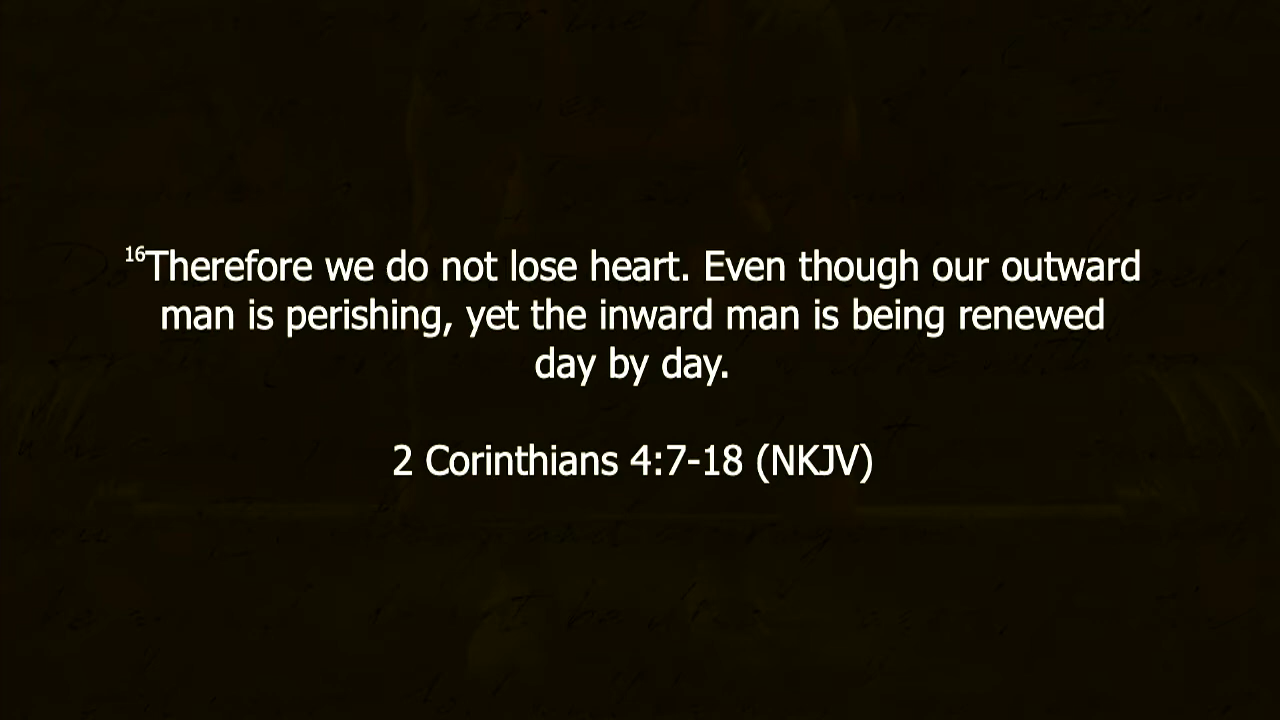 16Therefore we do not lose heart. Even though our outward
man is perishing, yet the inward man is being renewed
day by day.
2 Corinthians 4:7-18 (NKJV)